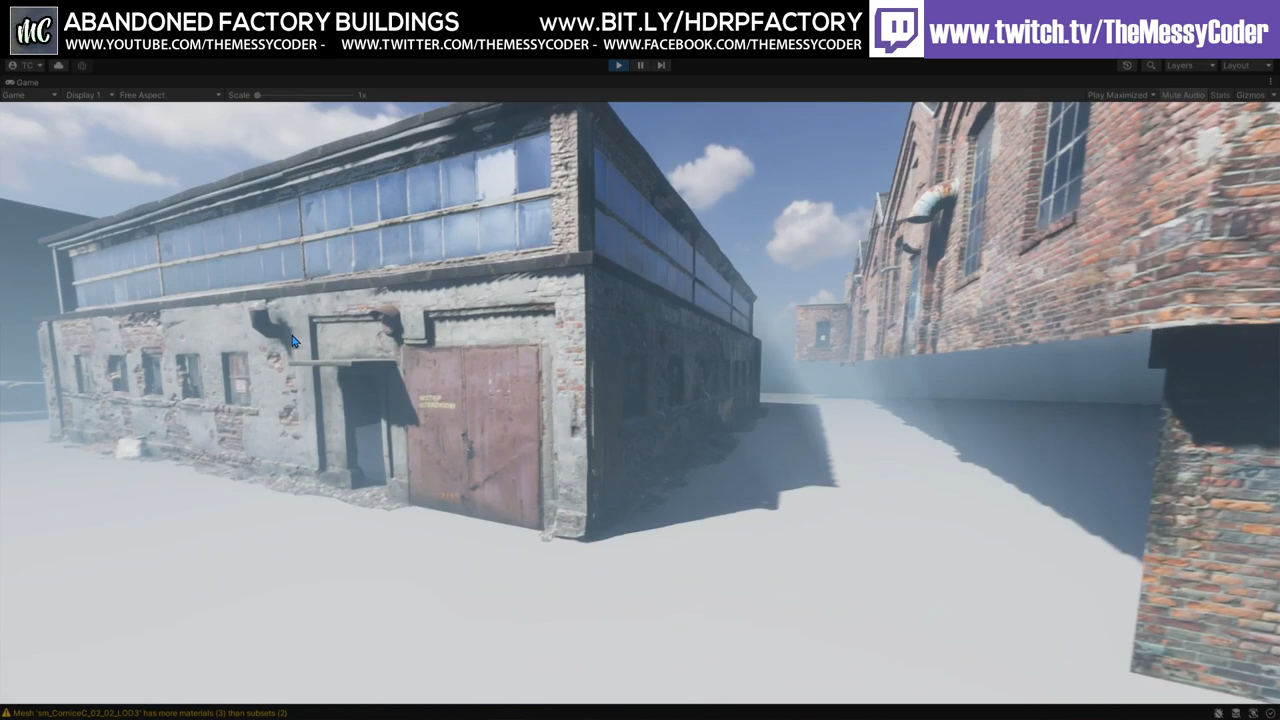 MC
ABANDONED FACTORY BUILDINGS
www.BIT.LY/HDRPFACTORY
WWW.YOUTUBE.COM/THEMESSYCODER - WWW.TWITTER.COM/THEMESSYCODER - WWW.FACEBOOK.COM/THEMESSYCODER
www.twitch.tv/TheMessyCoder
TC
Layers
Layout
Game
Game
Display 1
Free Aspect
Scale
1x
Play Maximized
Mute Audio
Stats
Gizmos
Mesh 'sm_CorniceC_02_02_LOD3' has more materials (3) than subsets (2)